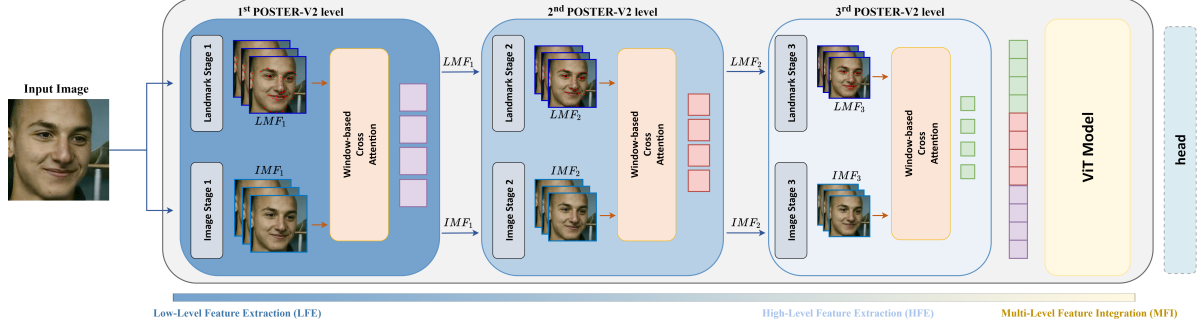 1st POSTER-V2 level
2nd POSTER-V2 level
3rd POSTER-V2 level
Input Image
Landmark Stage 1
LMF1
Image Stage 1
IMF1
Window-based
Cross
Attention
LMF1
IMF1
Landmark Stage 2
LMF2
Image Stage 2
IMF2
Window-based
Cross
Attention
LMF2
IMF2
Landmark Stage 3
LMF3
Image Stage 3
IMF3
Window-based
Cross
Attention
ViT Model
head
Low-Level Feature Extraction (LFE)
High-Level Feature Extraction (HFE)
Multi-Level Feature Integration (MFI)